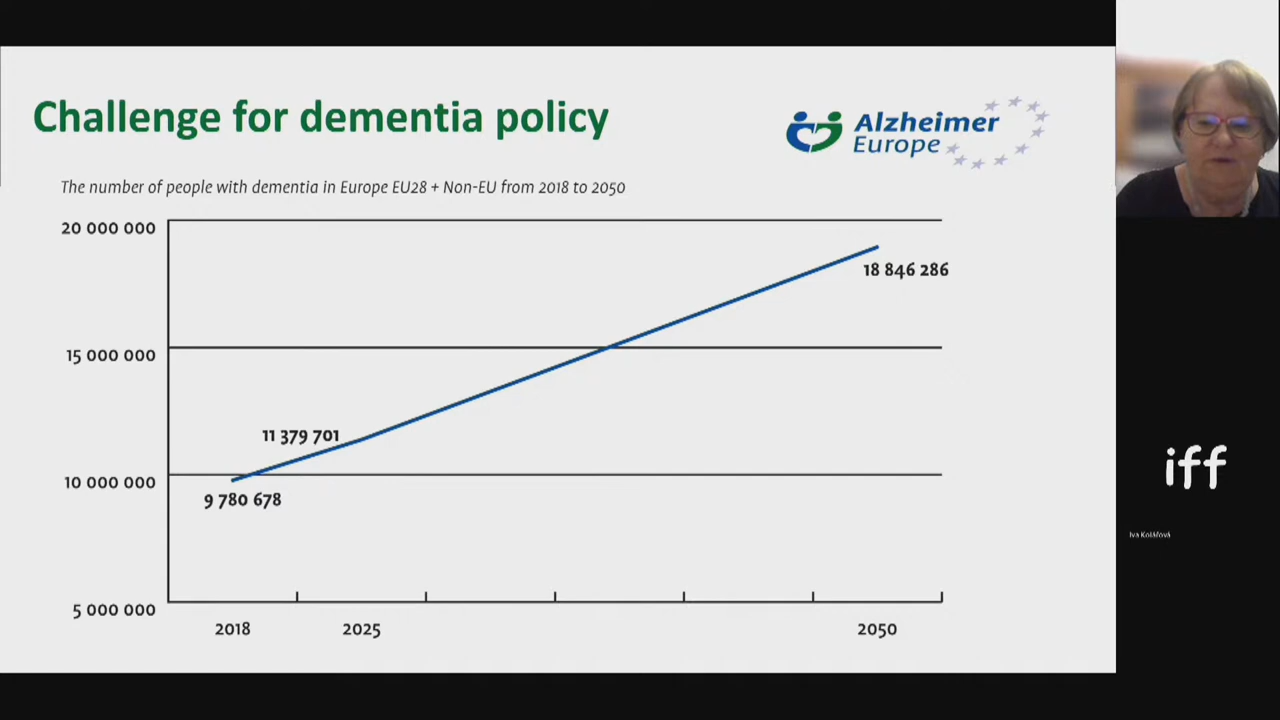 Challenge for dementia policy
Alzheimer
Europe
The number of people with dementia in Europe EU28 + Non-EU from 2018 to 2050
20 000 000
18 846 286
15 000 000
11 379 701
10 000 000
9 780 678
5 000 000
2018 2025 2050
iff
Iva Kolářová